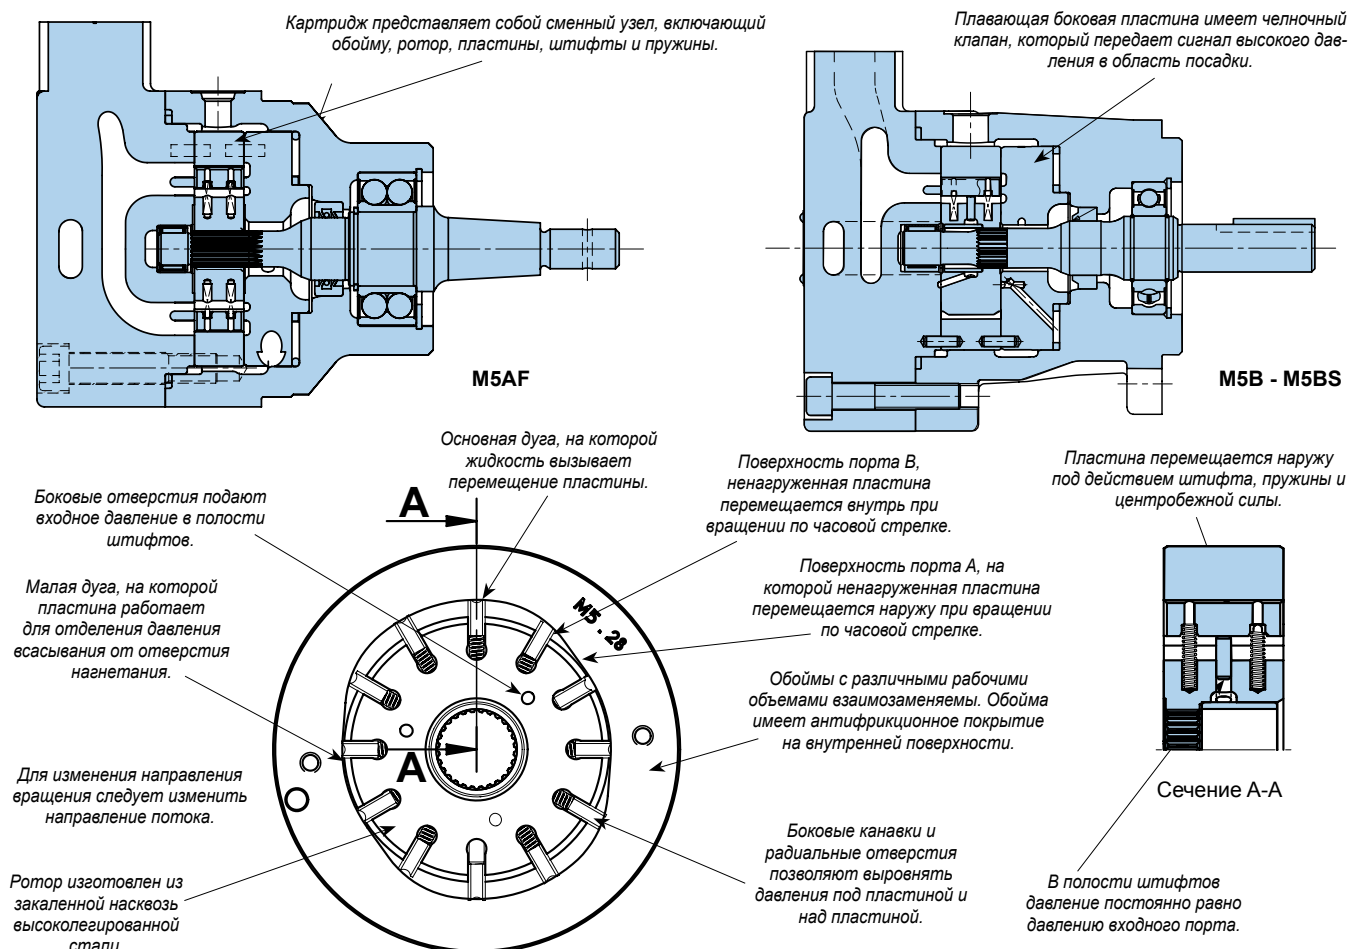 Картридж представляет собой сменный узел, включающий
обойму, ротор, пластины, штифты и пружины.
Плавающая боковая пластина имеет челночный
клапан, который передает сигнал высокого дав-
ления в область посадки.
M5AF
M5B - M5BS
Основная дуга, на которой
жидкость вызывает
перемещение пластины.
Поверхность порта B,
ненагруженная пластина
перемещается внутрь при
вращении по часовой стрелке.
Пластина перемещается наружу
под действием штифта, пружины и
центробежной силы.
Боковые отверстия подают
входное давление в полости
штифтов.
A
Поверхность порта A, на
которой ненагруженная пластина
перемещается наружу при вращении
по часовой стрелке.
Малая дуга, на которой
пластина работает
для отделения давления
всасывания от отверстия
нагнетания.
M5 . 28
Обоймы с различными рабочими
объемами взаимозаменяемы. Обойма
имеет антифрикционное покрытие
на внутренней поверхности.
A
Для изменения направления
вращения следует изменить
направление потока.
Сечение A-A
Боковые канавки и
радиальные отверстия
позволяют выровнять
давления под пластиной и
над пластиной.
Ротор изготовлен из
закаленной насквозь
высоколегированной
стали
В полости штифтов
давление постоянно равно
давлению входного порта.